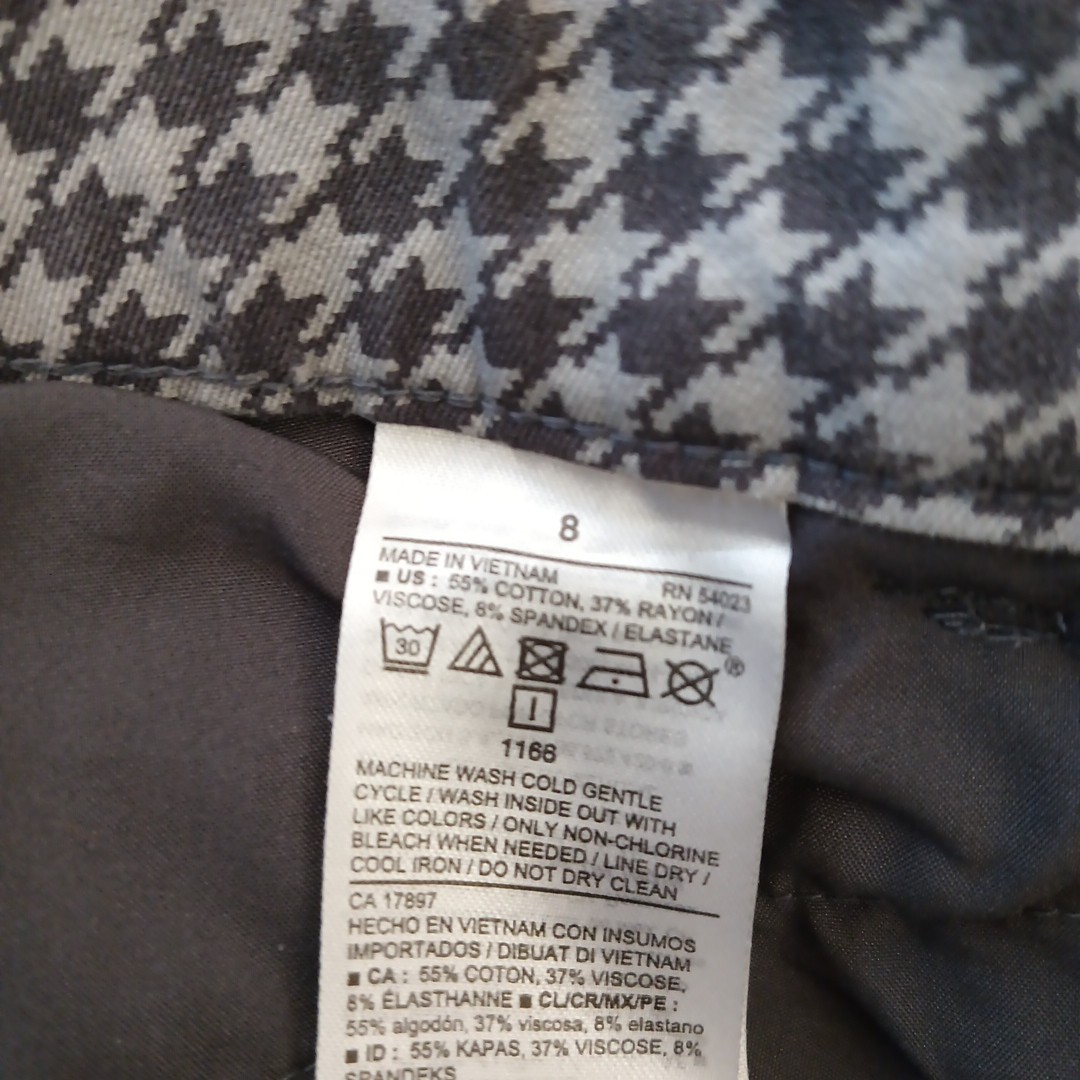 8
MADE IN VIETNAM RN 54023
■ US : 55% COTTON, 37% RAYON /
VISCOSE, 8% SPANDEX / ELASTANE
30
®
1166
MACHINE WASH COLD GENTLE
CYCLE / WASH INSIDE OUT WITH
LIKE COLORS / ONLY NON-CHLORINE
BLEACH WHEN NEEDED / LINE DRY /
COOL IRON / DO NOT DRY CLEAN
CA 17897
HECHO EN VIETNAM CON INSUMOS
IMPORTADOS / DIBUAT DI VIETNAM
■ CA : 55% COTON, 37% VISCOSE,
8% ÉLASTHANNE ■ CL/CR/MX/PE :
55% algodón, 37% viscosa, 8% elastano
■ ID : 55% KAPAS, 37% VISCOSE, 8%
SPANDEKS